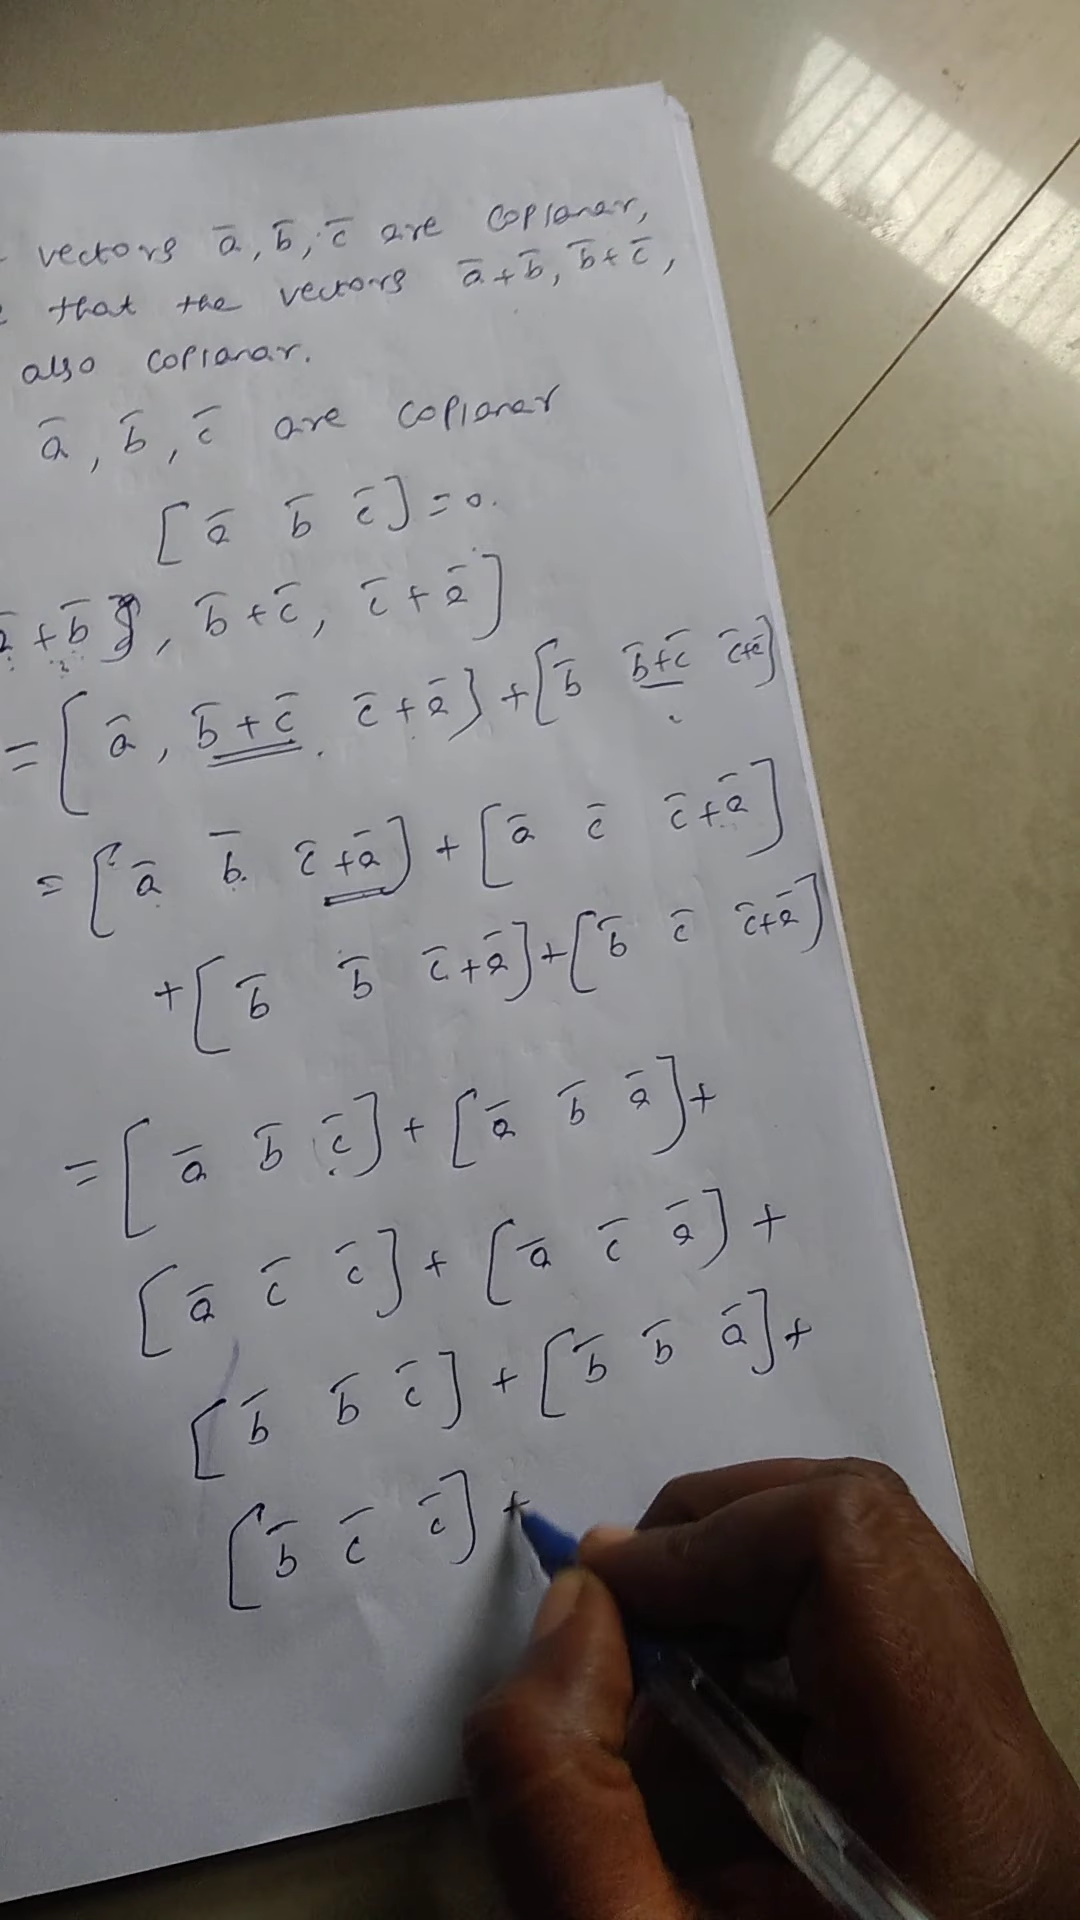 vectors a̅, b̅, c̅ are coplanar,
that the vectors a̅+b̅, b̅+c̅,
also coplanar.
a̅, b̅, c̅ are coplanar
[a̅ b̅ c̅]=0.
a̅+b̅], b̅+c̅, c̅+a̅]
=[a̅, b̅+c̅, c̅+a̅]+[b̅ b̅+c̅ c̅+a̅]
=[a̅ b̅ c̅+a̅]+[a̅ c̅ c̅+a̅]
+[b̅ b̅ c̅+a̅]+[b̅ c̅ c̅+a̅]
=[a̅ b̅ c̅]+[a̅ b̅ a̅]+
[a̅ c̅ c̅]+[a̅ c̅ a̅]+
[b̅ b̅ c̅]+[b̅ b̅ a̅]+
[b̅ c̅ c̅]+